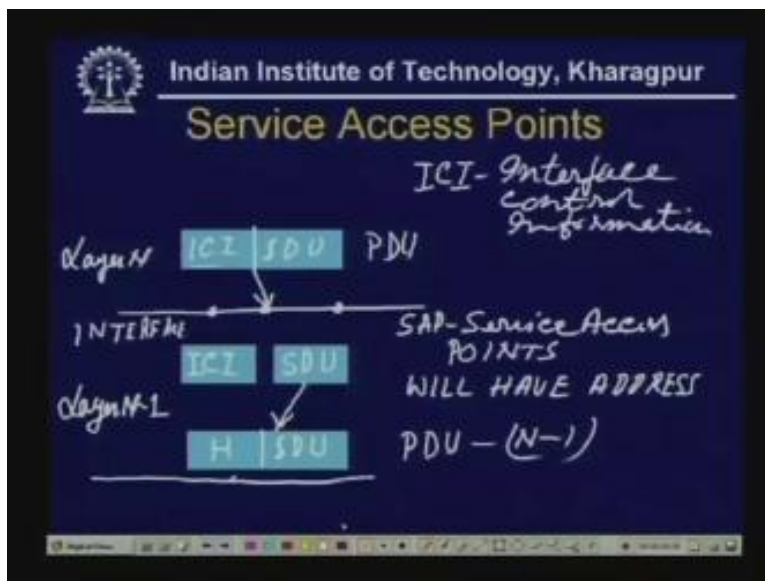 Indian Institute of Technology, Kharagpur
Service Access Points
ICI - Interface
control
Information
Layer N ICI SDU PDU
INTERFACE
SAP - Service Access
POINTS
ICI SDU
WILL HAVE ADDRESS
Layer N-1
H SDU PDU - (N-1)